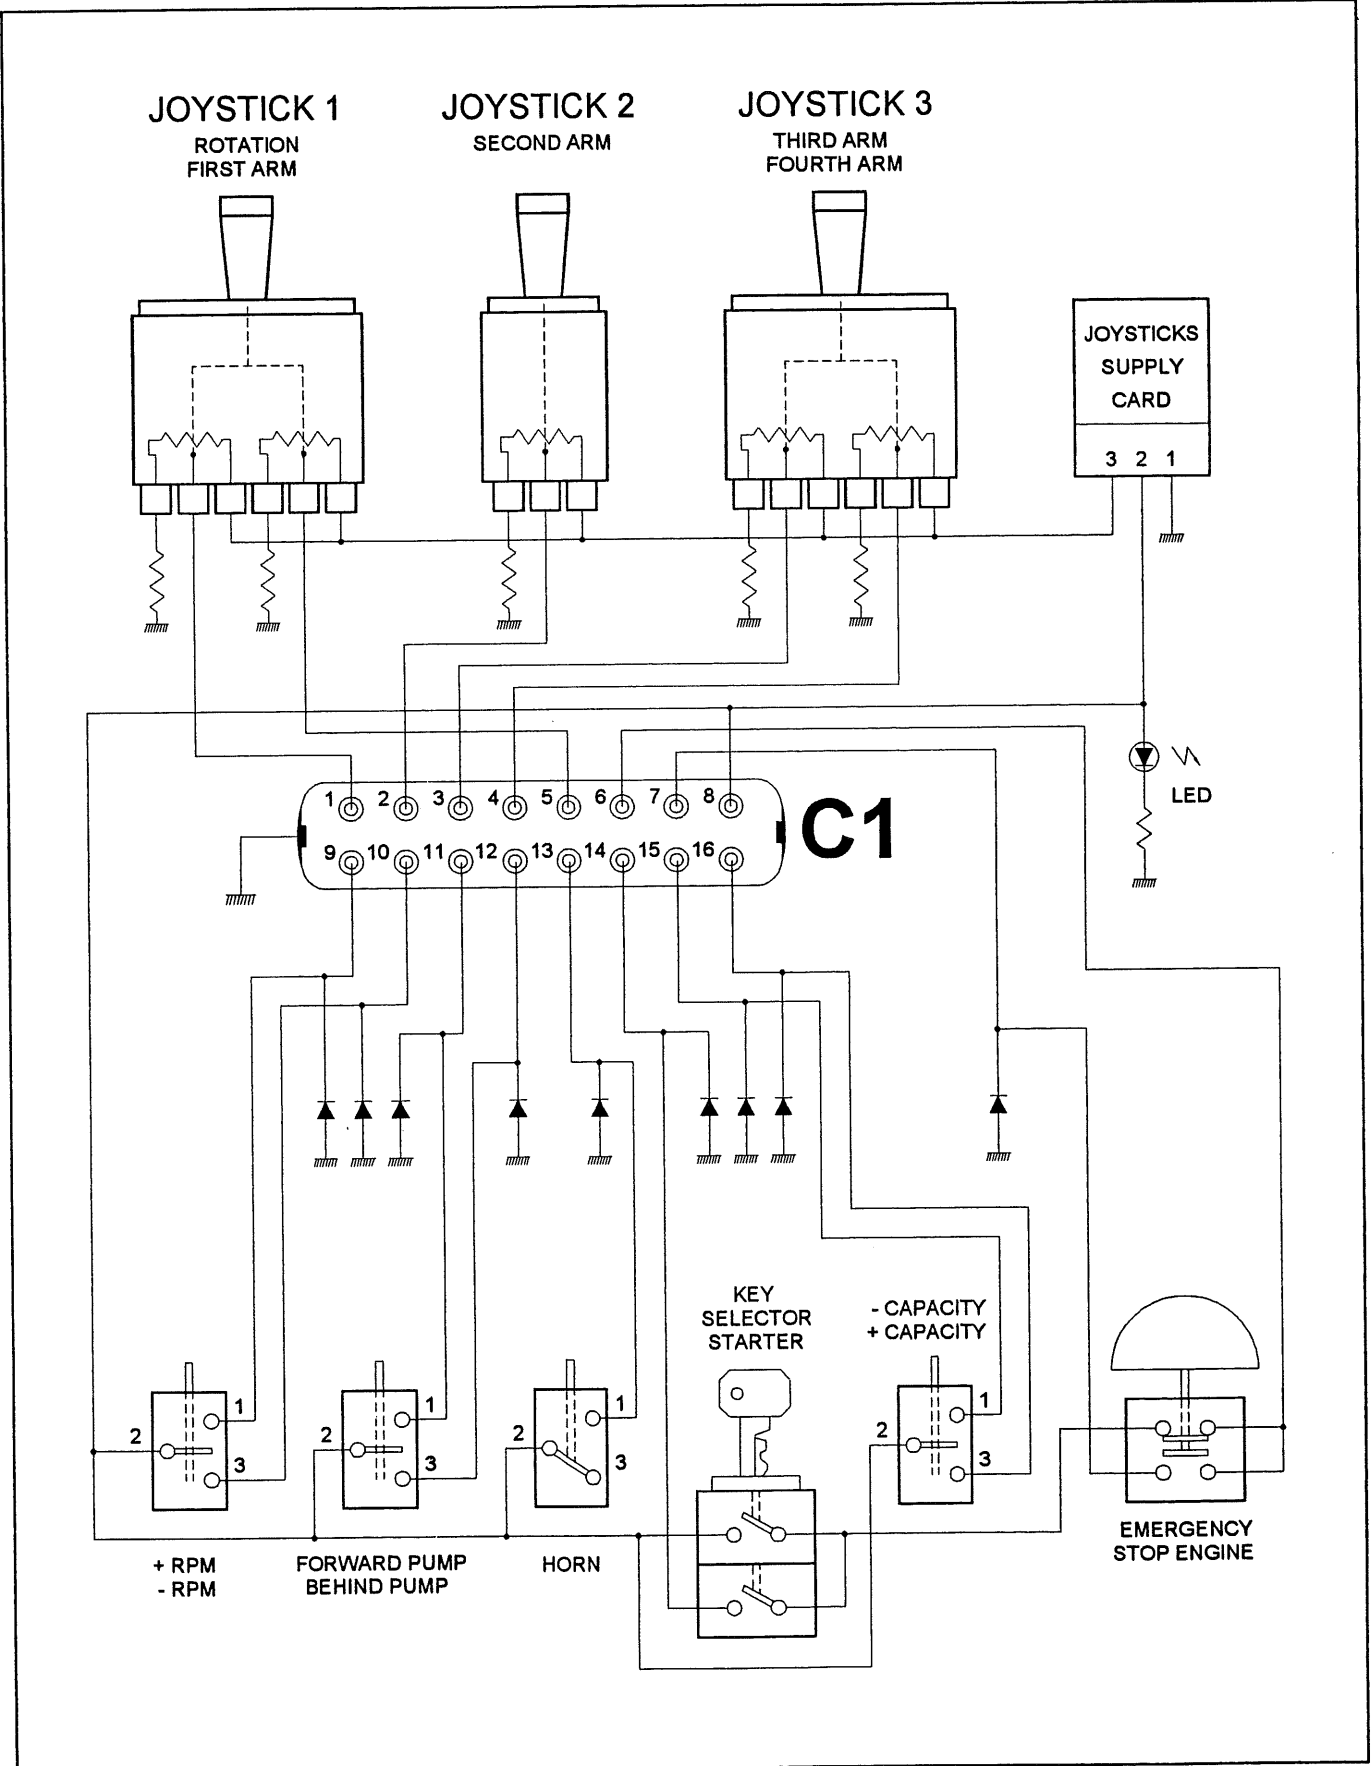 JOYSTICK 1
ROTATION
FIRST ARM
JOYSTICK 2
SECOND ARM
JOYSTICK 3
THIRD ARM
FOURTH ARM
JOYSTICKS
SUPPLY
CARD
3 2 1
LED
1 2 3 4 5 6 7 8
C1
9 10 11 12 13 14 15 16
KEY
SELECTOR
STARTER
- CAPACITY
+ CAPACITY
2 1 3
2 1 3
2 1 3
2 1 3
+ RPM
- RPM
FORWARD PUMP
BEHIND PUMP
HORN
EMERGENCY
STOP ENGINE